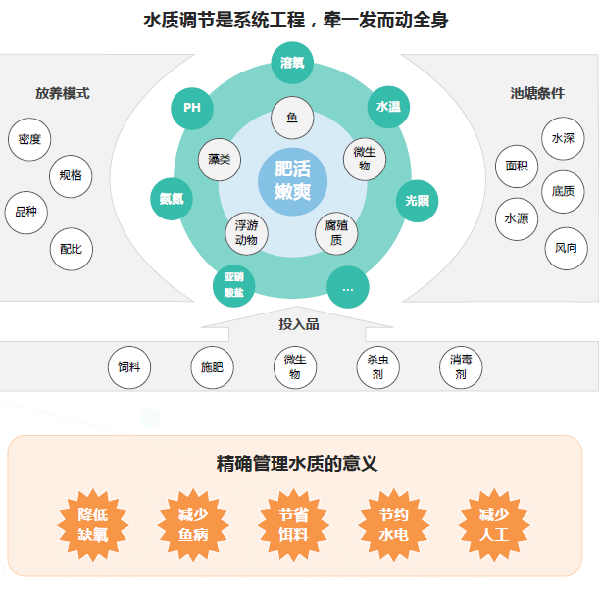 水质调节是系统工程，牵一发而动全身
放养模式
密度
规格
品种
配比
溶氧
PH
水温
氨氮
光照
亚硝
酸盐
...
鱼
藻类
微生
物
浮游
动物
腐殖
质
肥活
嫩爽
池塘条件
水深
面积
底质
水源
风向
投入品
饲料
施肥
微生
物
杀虫
剂
消毒
剂
精确管理水质的意义
降低
缺氧
减少
鱼病
节省
饵料
节约
水电
减少
人工